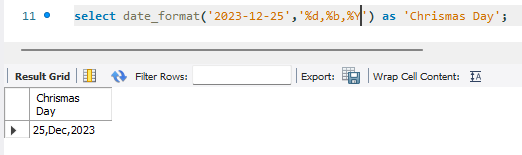 11 select date_format('2023-12-25','%d,%b,%Y') as 'Chrismas Day';
Result Grid Filter Rows: Export: Wrap Cell Content:
Chrismas
Day
25,Dec,2023